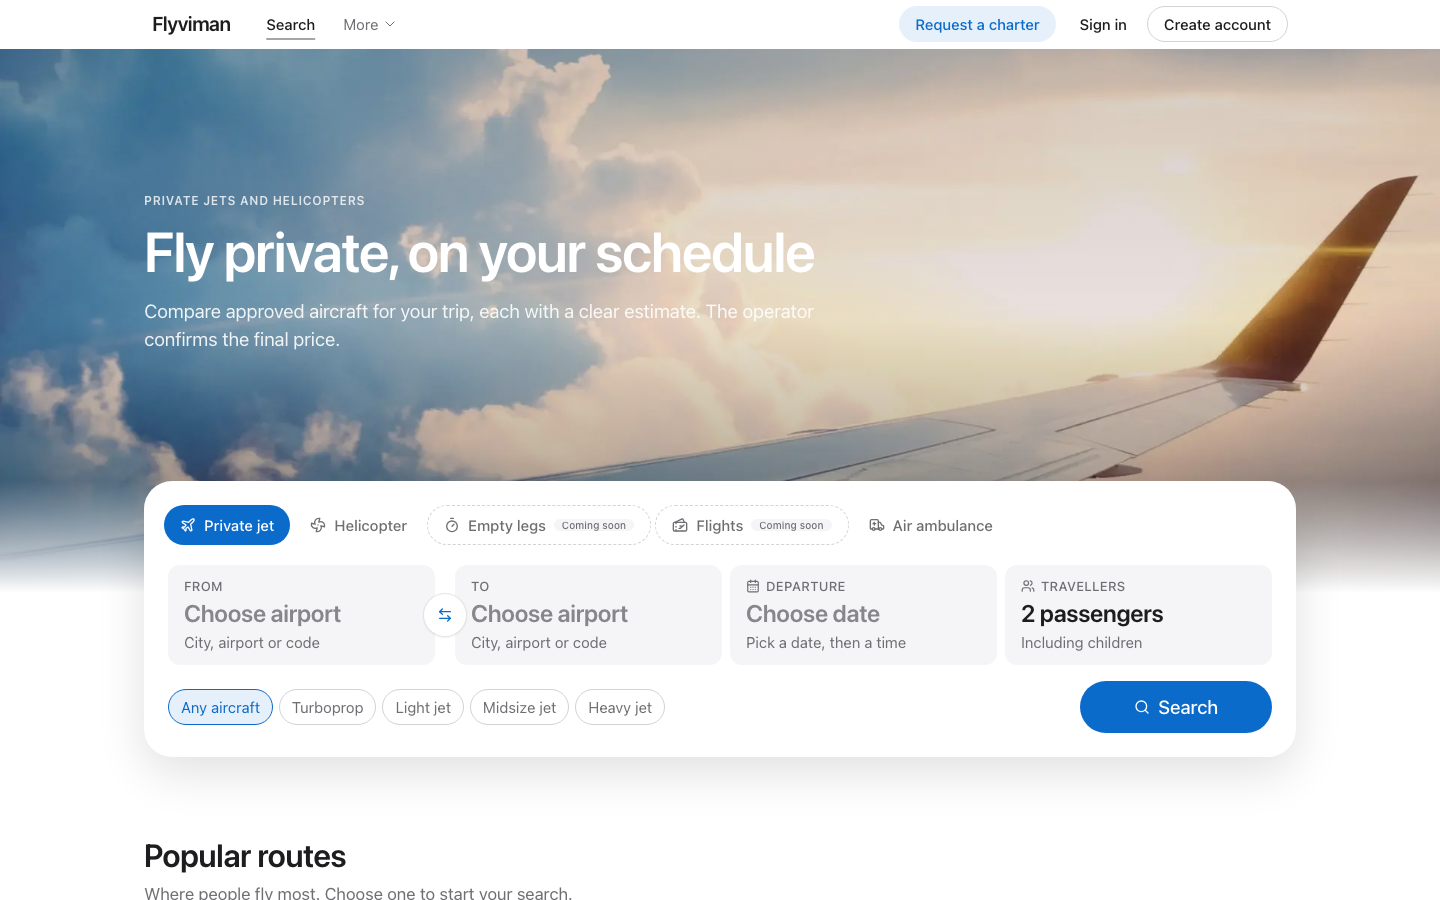 Flyviman
Search
More
Request a charter
Sign in
Create account
PRIVATE JETS AND HELICOPTERS
Fly private, on your schedule
Compare approved aircraft for your trip, each with a clear estimate. The operator
confirms the final price.
Private jet
Helicopter
Empty legs
Coming soon
Flights
Coming soon
Air ambulance
FROM
Choose airport
City, airport or code
TO
Choose airport
City, airport or code
DEPARTURE
Choose date
Pick a date, then a time
TRAVELLERS
2 passengers
Including children
Any aircraft
Turboprop
Light jet
Midsize jet
Heavy jet
Search
Popular routes
Where people fly most. Choose one to start your search.